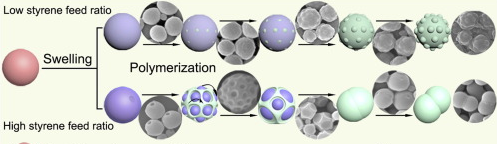 Low styrene feed ratio
Swelling
Polymerization
High styrene feed ratio